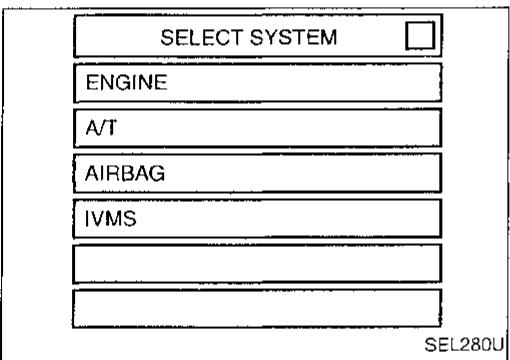 SELECT SYSTEM
ENGINE
A/T
AIRBAG
IVMS
SEL280U